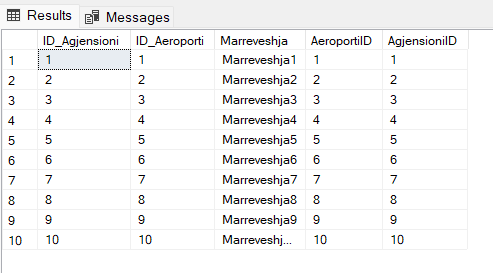 Results Messages
ID_Agjensioni ID_Aeroporti Marreveshja AeroportiID AgjensioniID
1 1 1 Marreveshja1 1 1
2 2 2 Marreveshja2 2 2
3 3 3 Marreveshja3 3 3
4 4 4 Marreveshja4 4 4
5 5 5 Marreveshja5 5 5
6 6 6 Marreveshja6 6 6
7 7 7 Marreveshja7 7 7
8 8 8 Marreveshja8 8 8
9 9 9 Marreveshja9 9 9
10 10 10 Marreveshj... 10 10